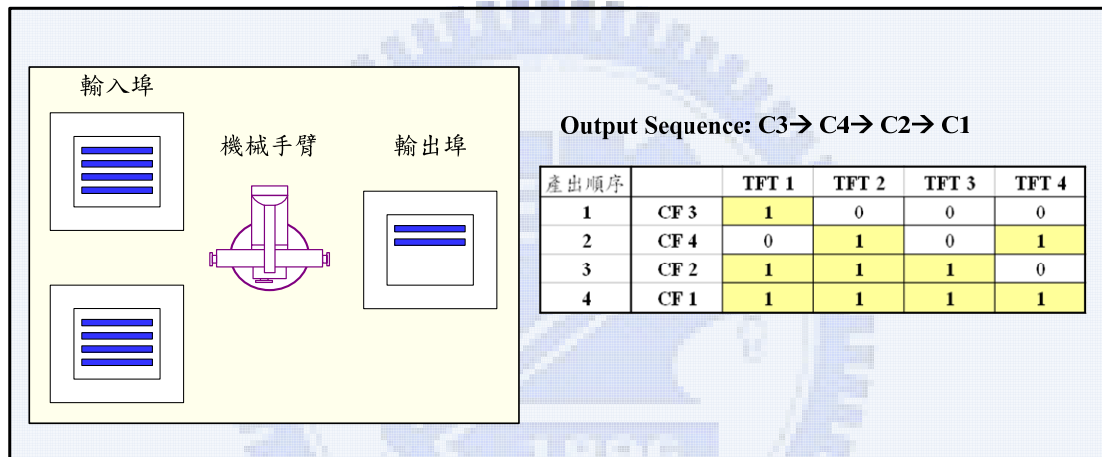 輸入埠
機械手臂
輸出埠
Output Sequence: C3→ C4→ C2→ C1
產出順序 TFT 1 TFT 2 TFT 3 TFT 4
1 CF 3 1 0 0 0
2 CF 4 0 1 0 1
3 CF 2 1 1 1 0
4 CF 1 1 1 1 1